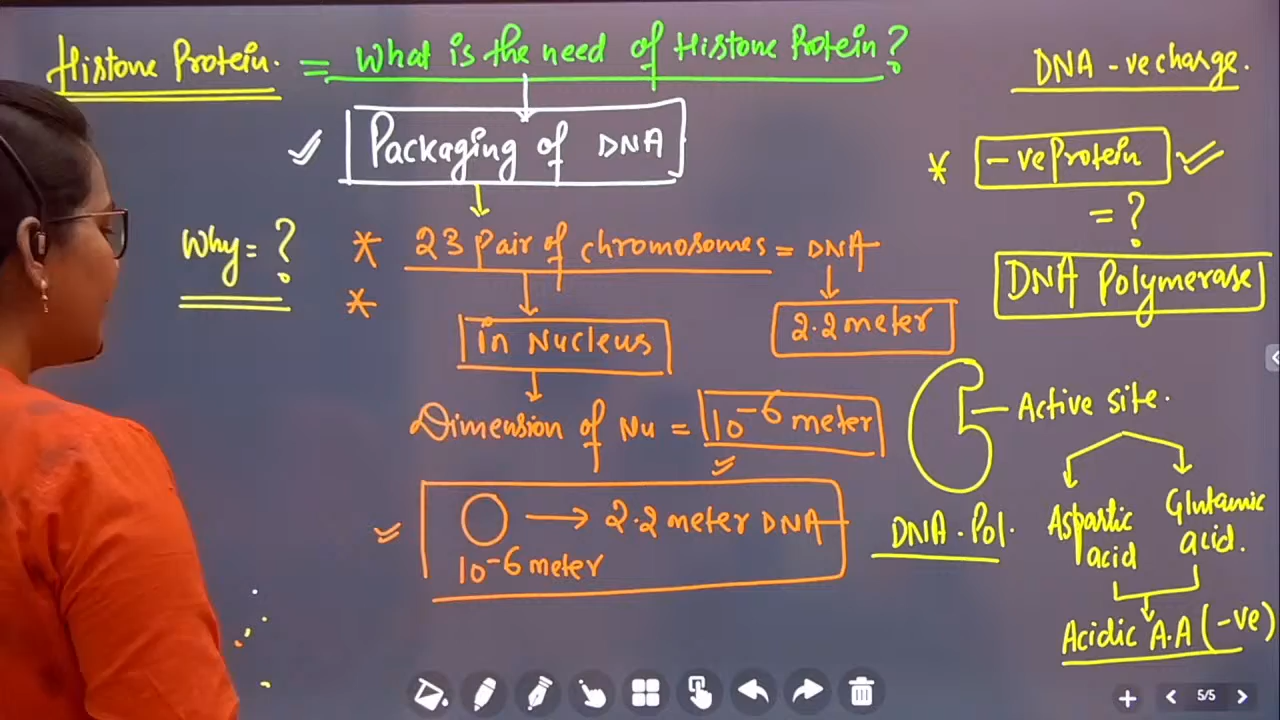 Histone Protein. = What is the need of Histone Protein?
Packaging of DNA
Why = ?
* 23 pair of chromosomes = DNA
*
2.2 meter
in Nucleus
Dimension of Nu = 10-6 meter
2.2 meter DNA
10-6 meter
DNA -ve charge.
* -ve Protein
= ?
DNA Polymerase
Active site.
DNA. Pol.
Aspartic acid
Glutamic acid.
Acidic A.A (-ve)
5/5